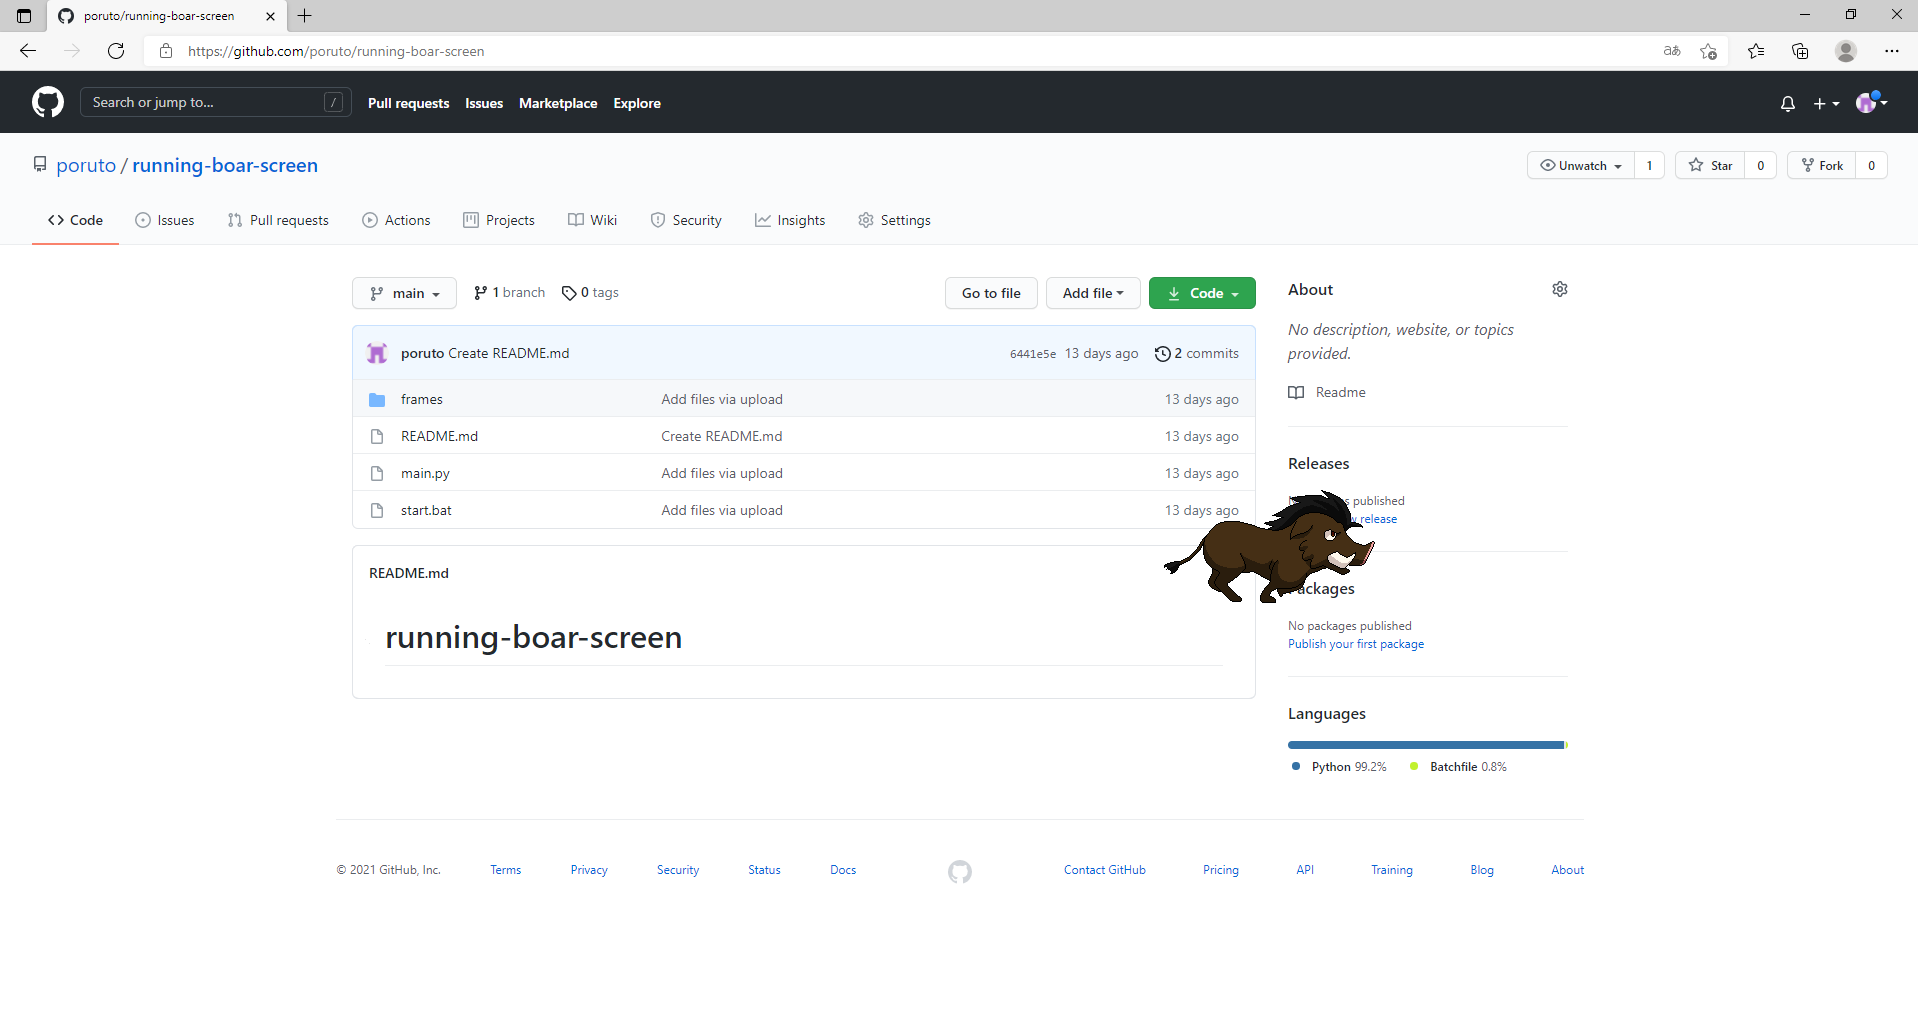 poruto/running-boar-screen
https://github.com/poruto/running-boar-screen
aあ
Search or jump to... /
Pull requests Issues Marketplace Explore
poruto / running-boar-screen
Unwatch 1 Star 0 Fork 0
Code Issues Pull requests Actions Projects Wiki Security Insights Settings
main 1 branch 0 tags Go to file Add file Code
poruto Create README.md 6441e5e 13 days ago 2 commits
frames Add files via upload 13 days ago
README.md Create README.md 13 days ago
main.py Add files via upload 13 days ago
start.bat Add files via upload 13 days ago
README.md
running-boar-screen
About
No description, website, or topics
provided.
Readme
Releases
published
release
Packages
No packages published
Publish your first package
Languages
Python 99.2% Batchfile 0.8%
© 2021 GitHub, Inc. Terms Privacy Security Status Docs Contact GitHub Pricing API Training Blog About